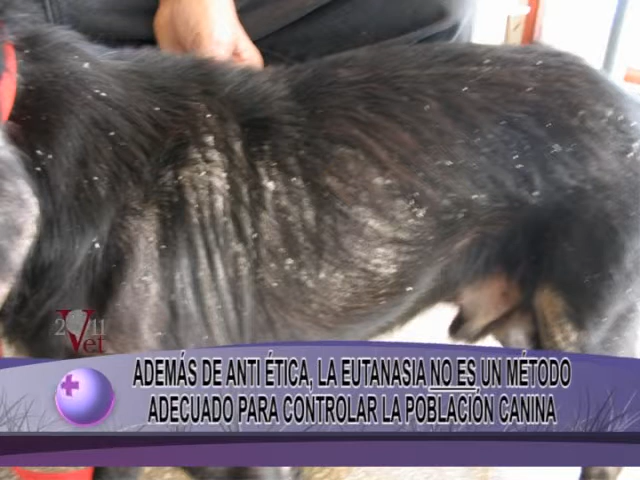 2011
Vet
ADEMÁS DE ANTI ÉTICA, LA EUTANASIA NO ES UN MÉTODO
ADECUADO PARA CONTROLAR LA POBLACIÓN CANINA